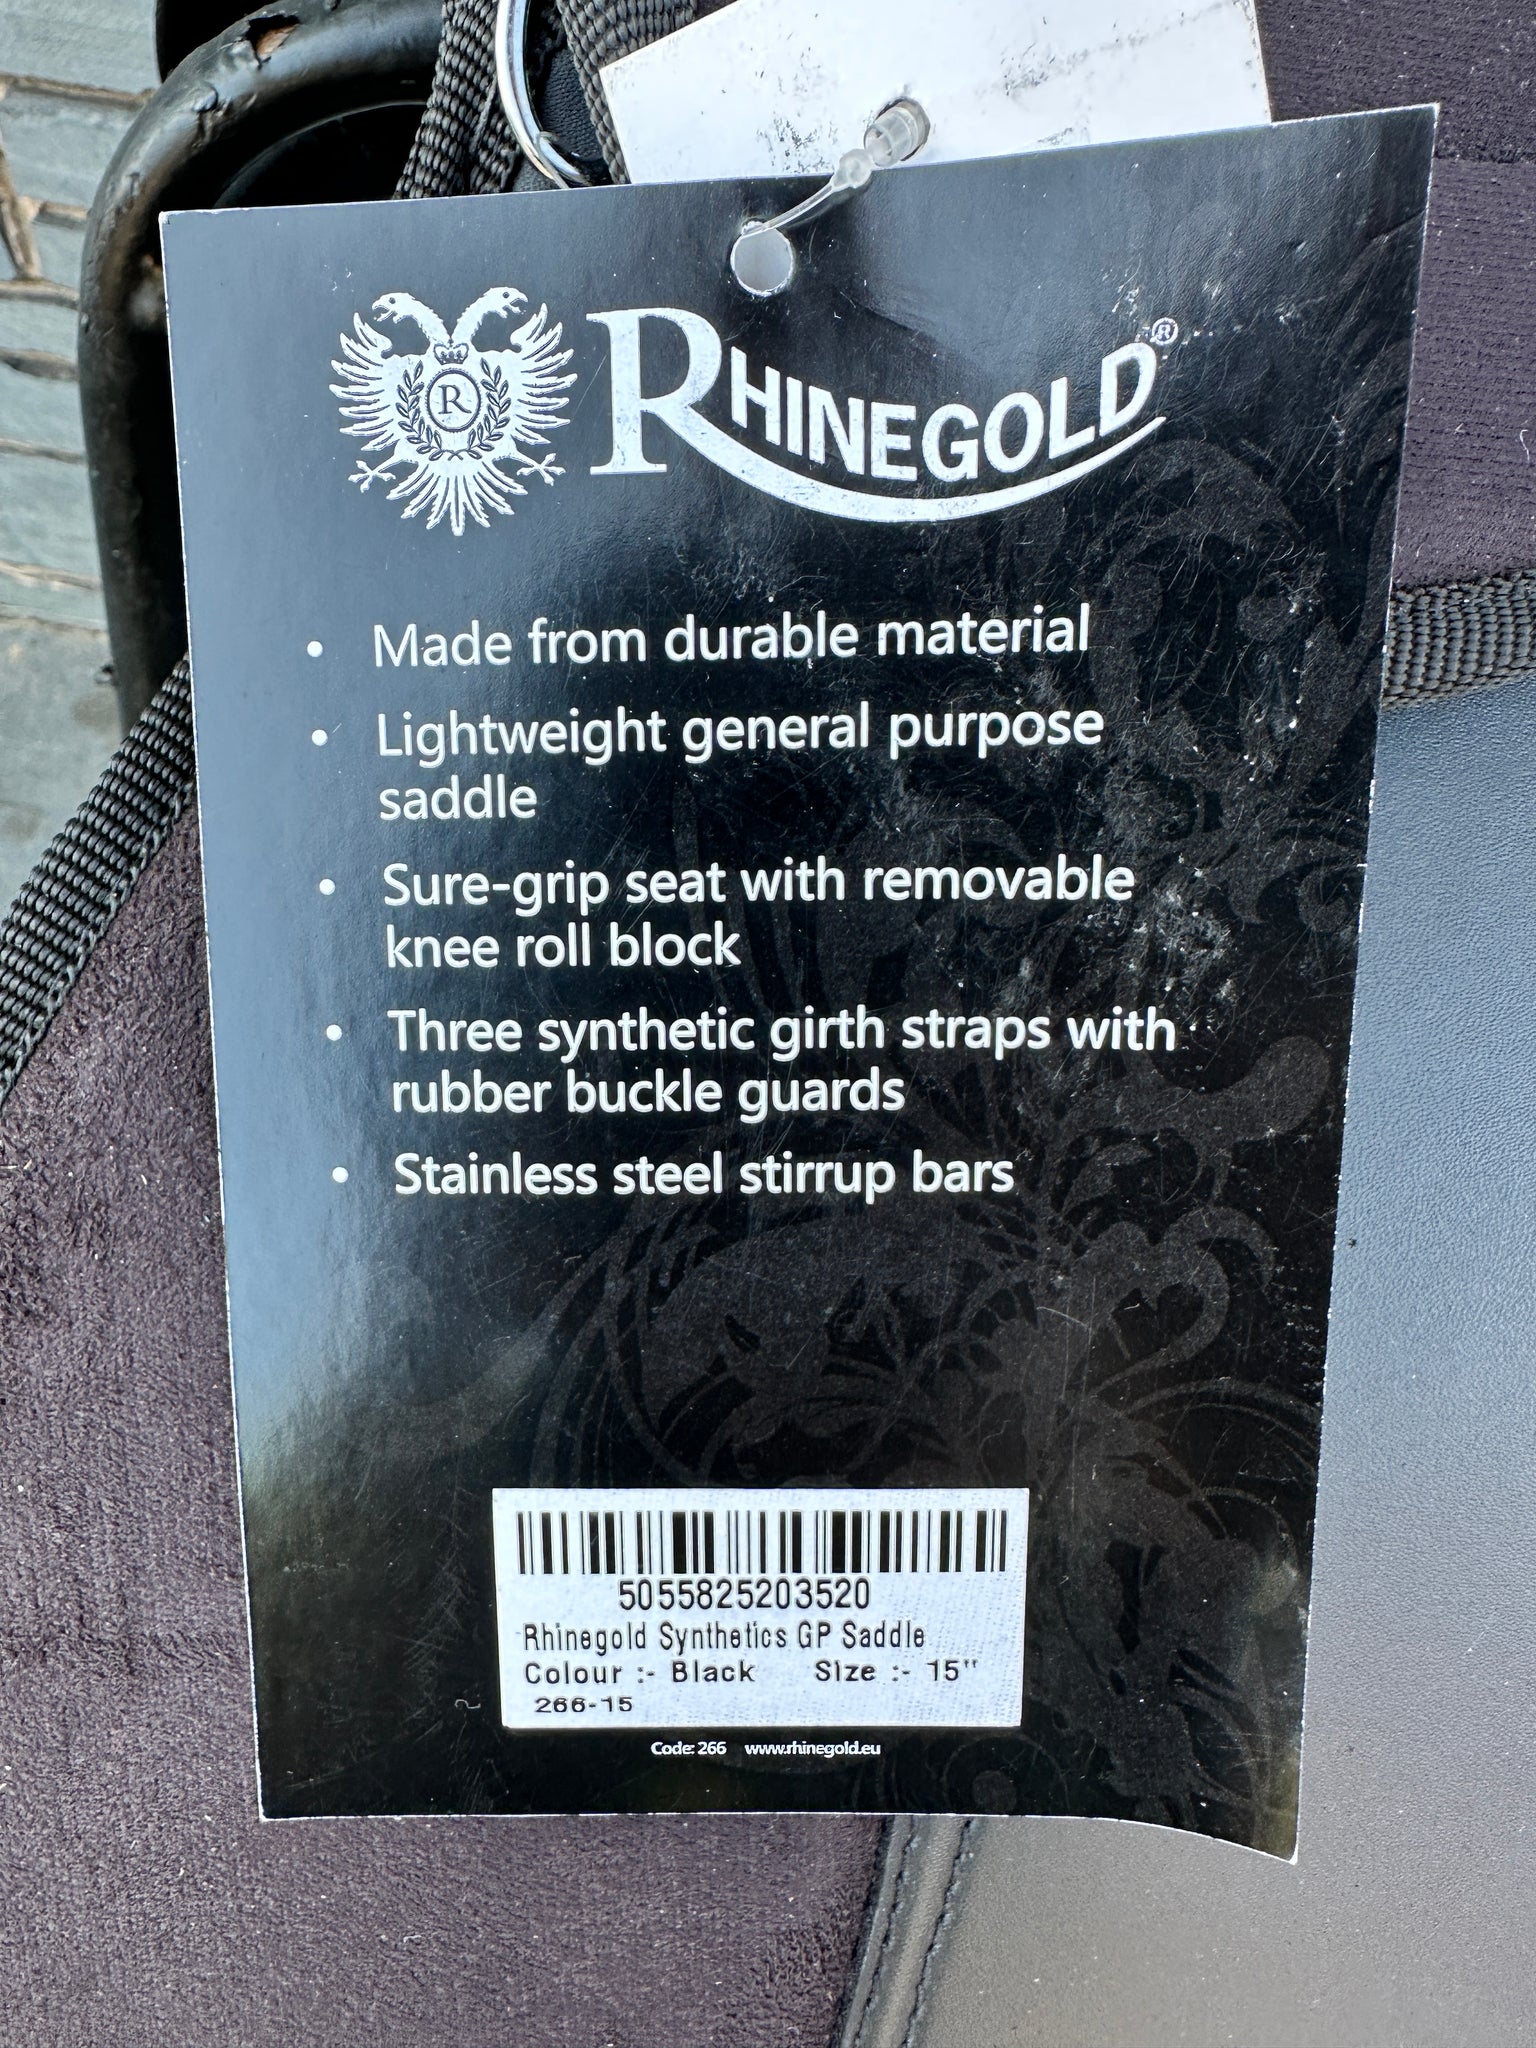 R
RHINEGOLD®
• Made from durable material
• Lightweight general purpose
saddle
• Sure-grip seat with removable
knee roll block
• Three synthetic girth straps with
rubber buckle guards
• Stainless steel stirrup bars
5055825203520
Rhinegold Synthetics GP Saddle
Colour :- Black Size :- 15"
266-15
Code: 266 www.rhinegold.eu